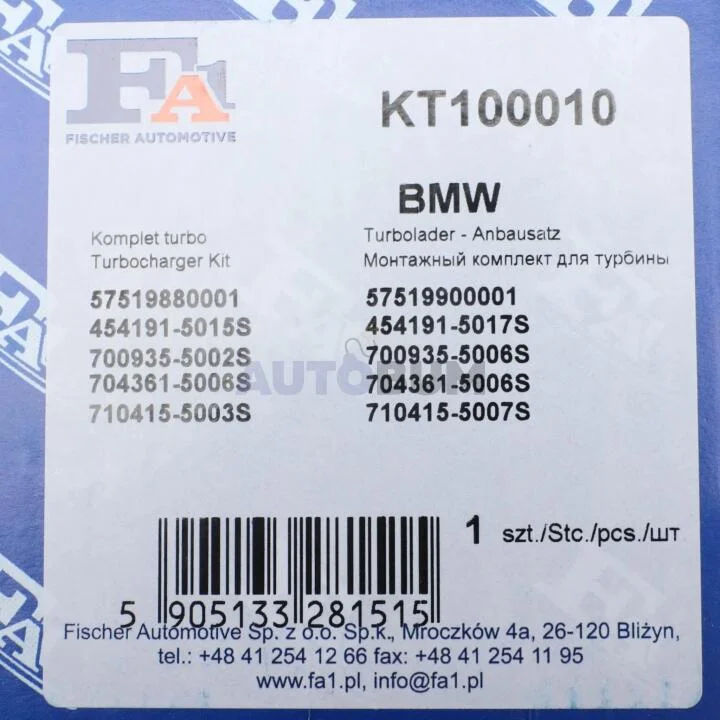 FA1
FISCHER AUTOMOTIVE
KT100010
BMW
Komplet turbo
Turbocharger Kit
Turbolader - Anbausatz
Монтажный комплект для турбины
57519880001
454191-5015S
700935-5002S
704361-5006S
710415-5003S
57519900001
454191-5017S
700935-5006S
704361-5006S
710415-5007S
AUTOBUM
1 szt./Stc./pcs./шт
5 905133 281515
Fischer Automotive Sp. z o.o. Sp.k., Mroczków 4a, 26-120 Bliżyn,
tel.: +48 41 254 12 66 fax: +48 41 254 11 95
www.fa1.pl, info@fa1.pl